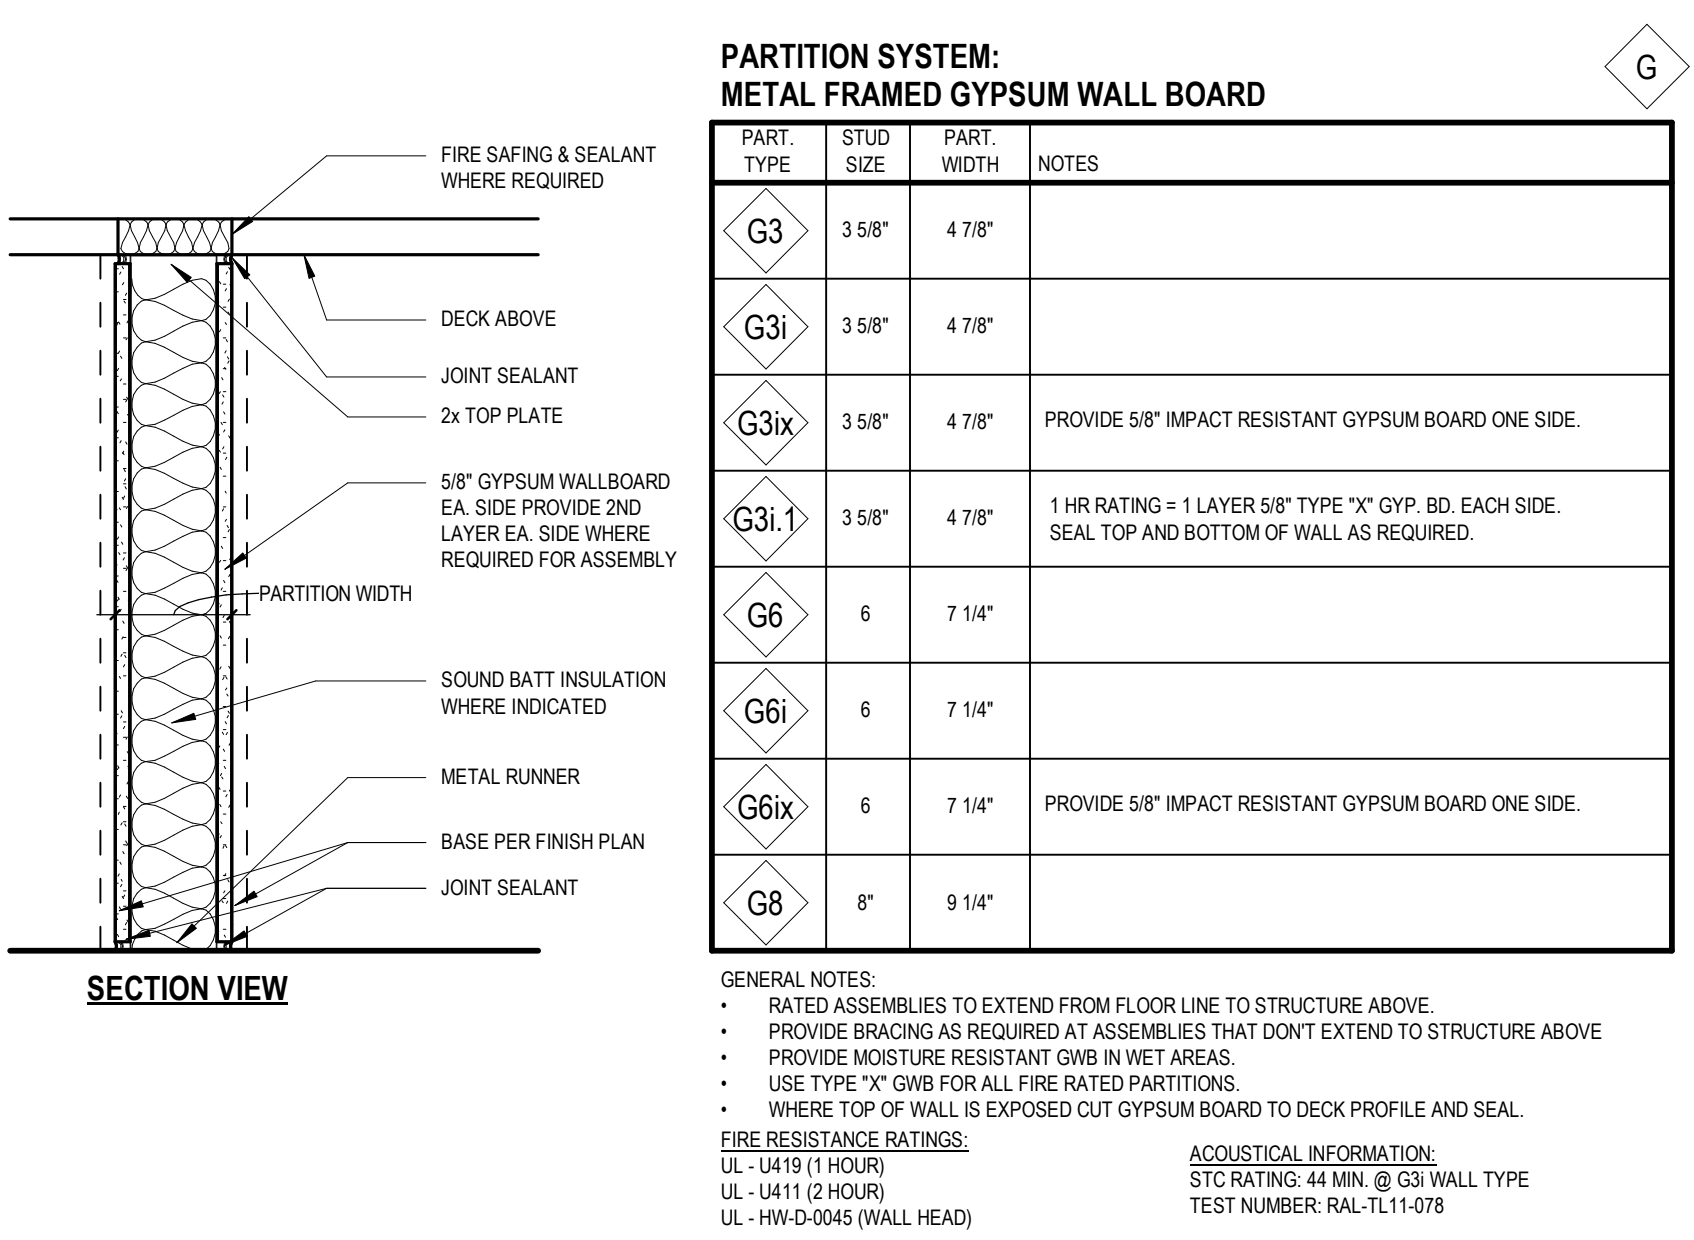 PARTITION SYSTEM:
METAL FRAMED GYPSUM WALL BOARD
G
FIRE SAFING & SEALANT
WHERE REQUIRED
DECK ABOVE
JOINT SEALANT
2x TOP PLATE
5/8" GYPSUM WALLBOARD
EA. SIDE PROVIDE 2ND
LAYER EA. SIDE WHERE
REQUIRED FOR ASSEMBLY
PARTITION WIDTH
SOUND BATT INSULATION
WHERE INDICATED
METAL RUNNER
BASE PER FINISH PLAN
JOINT SEALANT
SECTION VIEW
PART. TYPE STUD SIZE PART. WIDTH NOTES
G3 3 5/8" 4 7/8"
G3i 3 5/8" 4 7/8"
G3ix 3 5/8" 4 7/8" PROVIDE 5/8" IMPACT RESISTANT GYPSUM BOARD ONE SIDE.
G3i.1 3 5/8" 4 7/8" 1 HR RATING = 1 LAYER 5/8" TYPE "X" GYP. BD. EACH SIDE.
SEAL TOP AND BOTTOM OF WALL AS REQUIRED.
G6 6 7 1/4"
G6i 6 7 1/4"
G6ix 6 7 1/4" PROVIDE 5/8" IMPACT RESISTANT GYPSUM BOARD ONE SIDE.
G8 8" 9 1/4"
GENERAL NOTES:
• RATED ASSEMBLIES TO EXTEND FROM FLOOR LINE TO STRUCTURE ABOVE.
• PROVIDE BRACING AS REQUIRED AT ASSEMBLIES THAT DON'T EXTEND TO STRUCTURE ABOVE
• PROVIDE MOISTURE RESISTANT GWB IN WET AREAS.
• USE TYPE "X" GWB FOR ALL FIRE RATED PARTITIONS.
• WHERE TOP OF WALL IS EXPOSED CUT GYPSUM BOARD TO DECK PROFILE AND SEAL.
FIRE RESISTANCE RATINGS:
UL - U419 (1 HOUR)
UL - U411 (2 HOUR)
UL - HW-D-0045 (WALL HEAD)
ACOUSTICAL INFORMATION:
STC RATING: 44 MIN. @ G3i WALL TYPE
TEST NUMBER: RAL-TL11-078